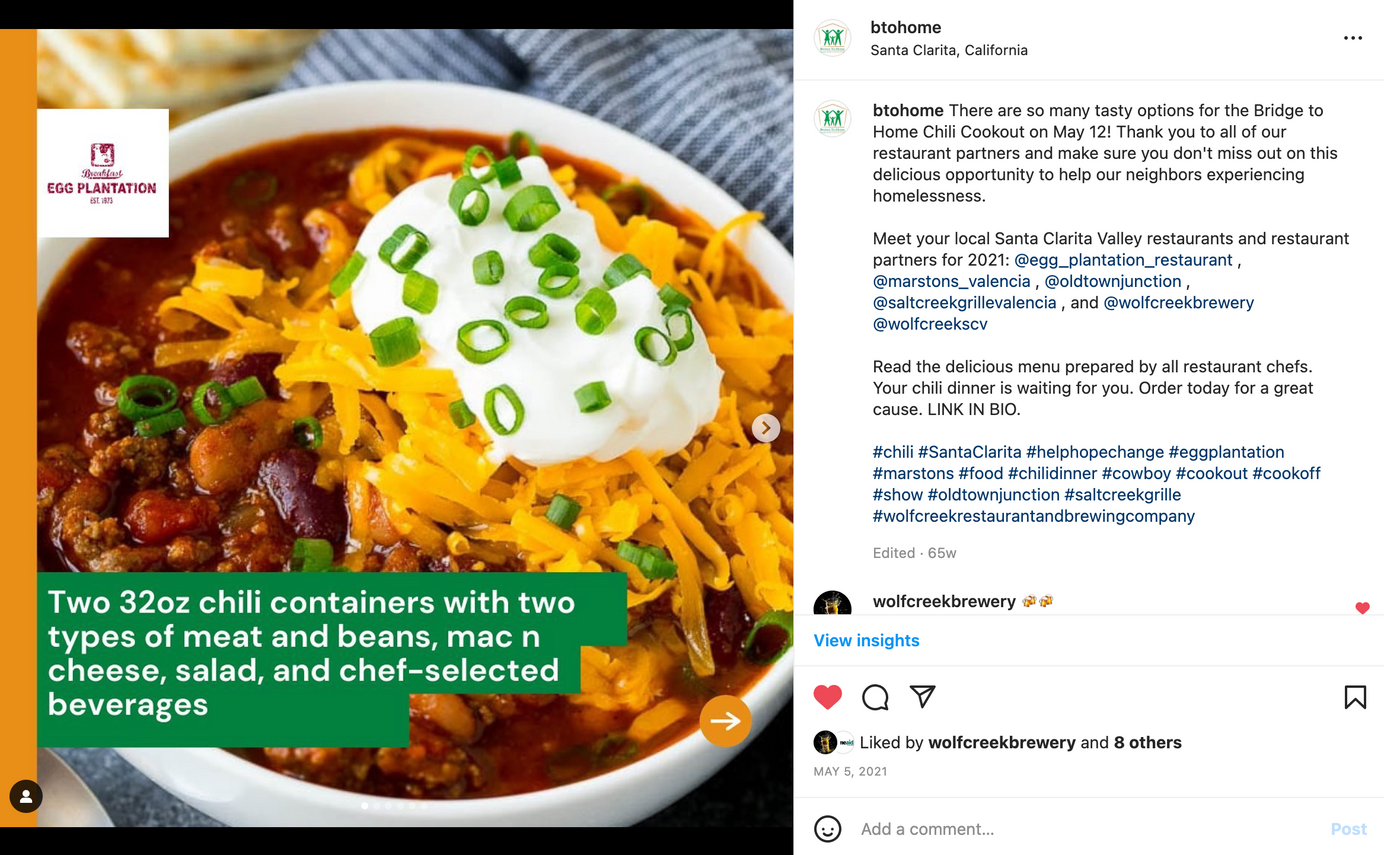 Breakfast
EGG PLANTATION
EST. 1973
Two 32oz chili containers with two
types of meat and beans, mac n
cheese, salad, and chef-selected
beverages
btohome
Santa Clarita, California
btohome There are so many tasty options for the Bridge to
Home Chili Cookout on May 12! Thank you to all of our
restaurant partners and make sure you don't miss out on this
delicious opportunity to help our neighbors experiencing
homelessness.
Meet your local Santa Clarita Valley restaurants and restaurant
partners for 2021: @egg_plantation_restaurant ,
@marstons_valencia , @oldtownjunction ,
@saltcreekgrillevalencia , and @wolfcreekbrewery
@wolfcreekscv
Read the delicious menu prepared by all restaurant chefs.
Your chili dinner is waiting for you. Order today for a great
cause. LINK IN BIO.
#chili #SantaClarita #helphopechange #eggplantation
#marstons #food #chilidinner #cowboy #cookout #cookoff
#show #oldtownjunction #saltcreekgrille
#wolfcreekrestaurantandbrewingcompany
Edited · 65w
wolfcreekbrewery 🍻🍻
View insights
Liked by wolfcreekbrewery and 8 others
MAY 5, 2021
Add a comment...
Post